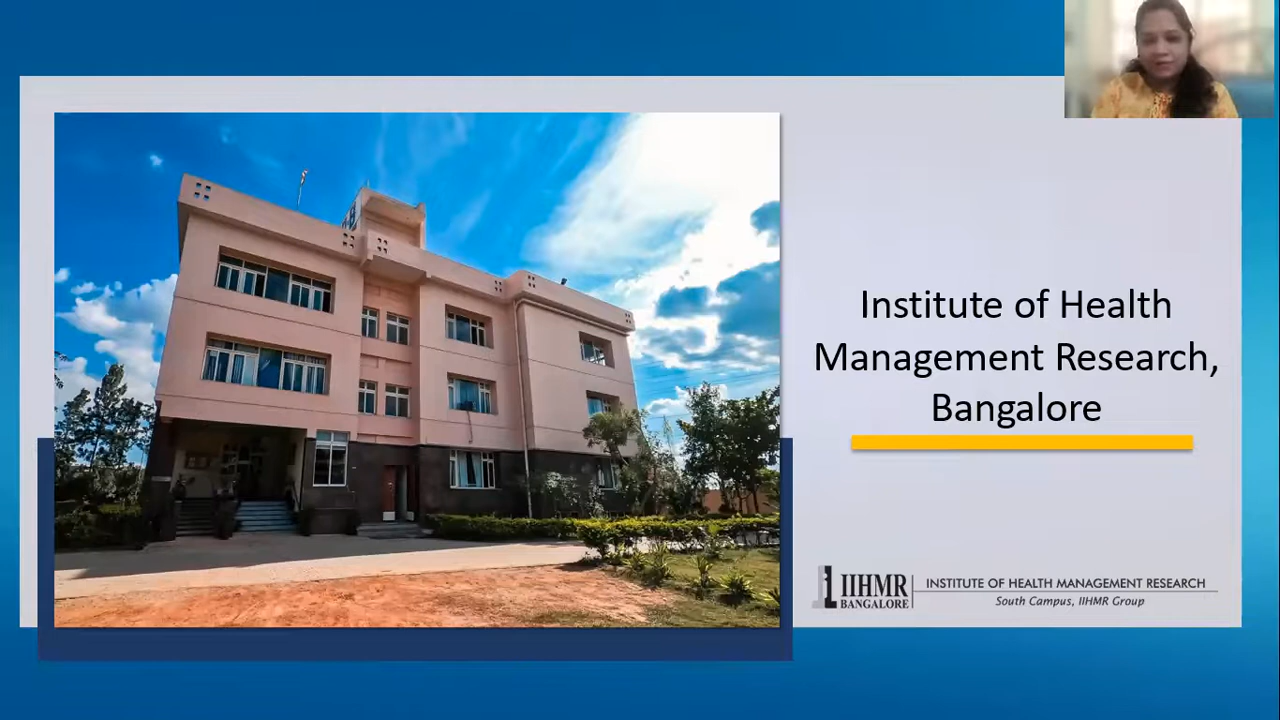 Institute of Health
Management Research,
Bangalore
IIHMR
BANGALORE
INSTITUTE OF HEALTH MANAGEMENT RESEARCH
South Campus, IIHMR Group